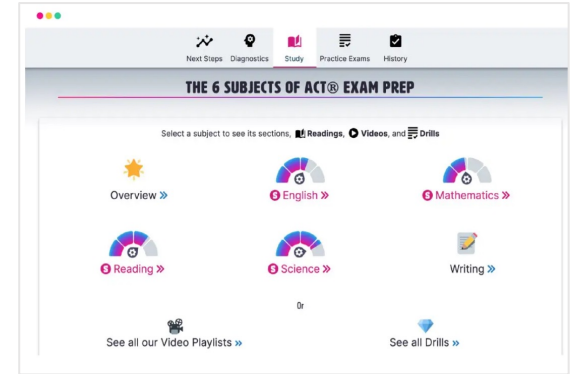 Next Steps Diagnostics Study Practice Exams History
THE 6 SUBJECTS OF ACT® EXAM PREP
Select a subject to see its sections, Readings, Videos, and Drills
Overview »
$ English »
$ Mathematics »
$ Reading »
$ Science »
Writing »
Or
See all our Video Playlists »
See all Drills »